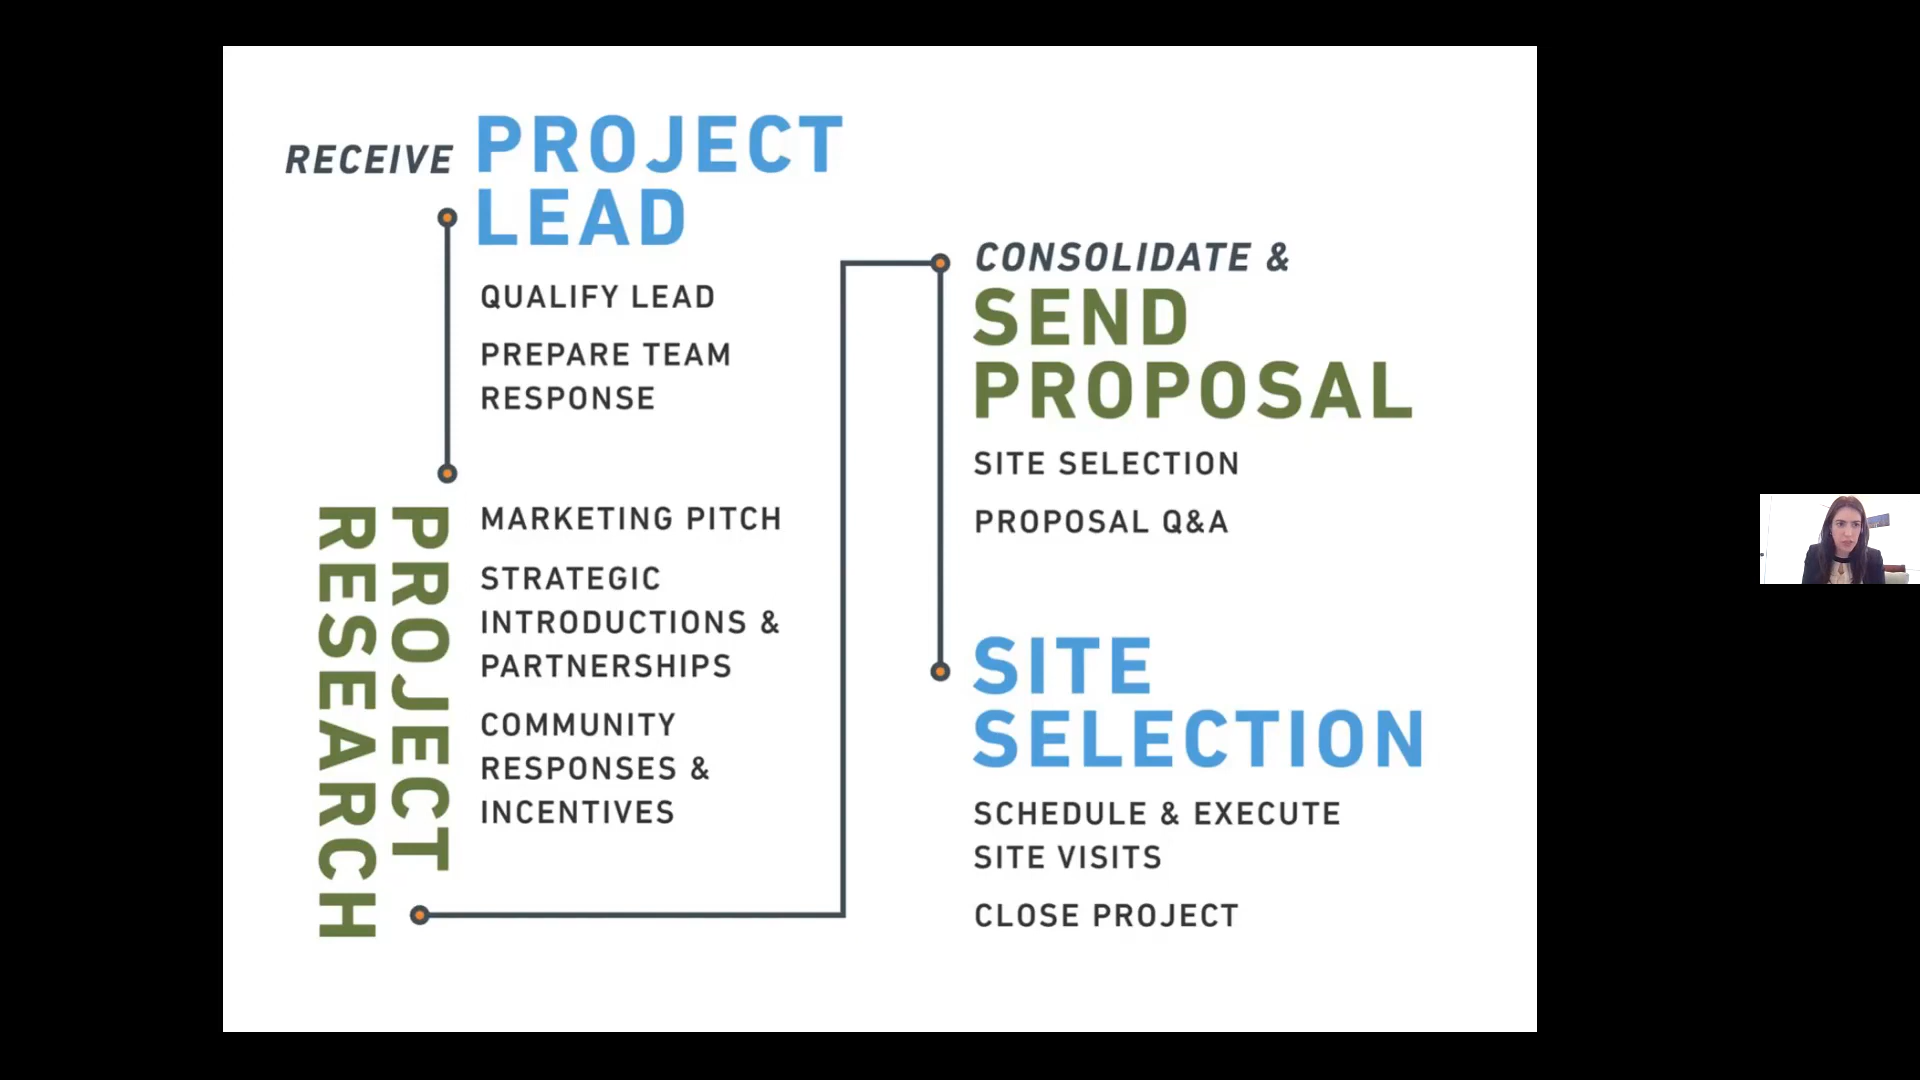 RECEIVE PROJECT
LEAD
QUALIFY LEAD
PREPARE TEAM
RESPONSE
PROJECT
RESEARCH
MARKETING PITCH
STRATEGIC
INTRODUCTIONS &
PARTNERSHIPS
COMMUNITY
RESPONSES &
INCENTIVES
CONSOLIDATE &
SEND
PROPOSAL
SITE SELECTION
PROPOSAL Q&A
SITE
SELECTION
SCHEDULE & EXECUTE
SITE VISITS
CLOSE PROJECT